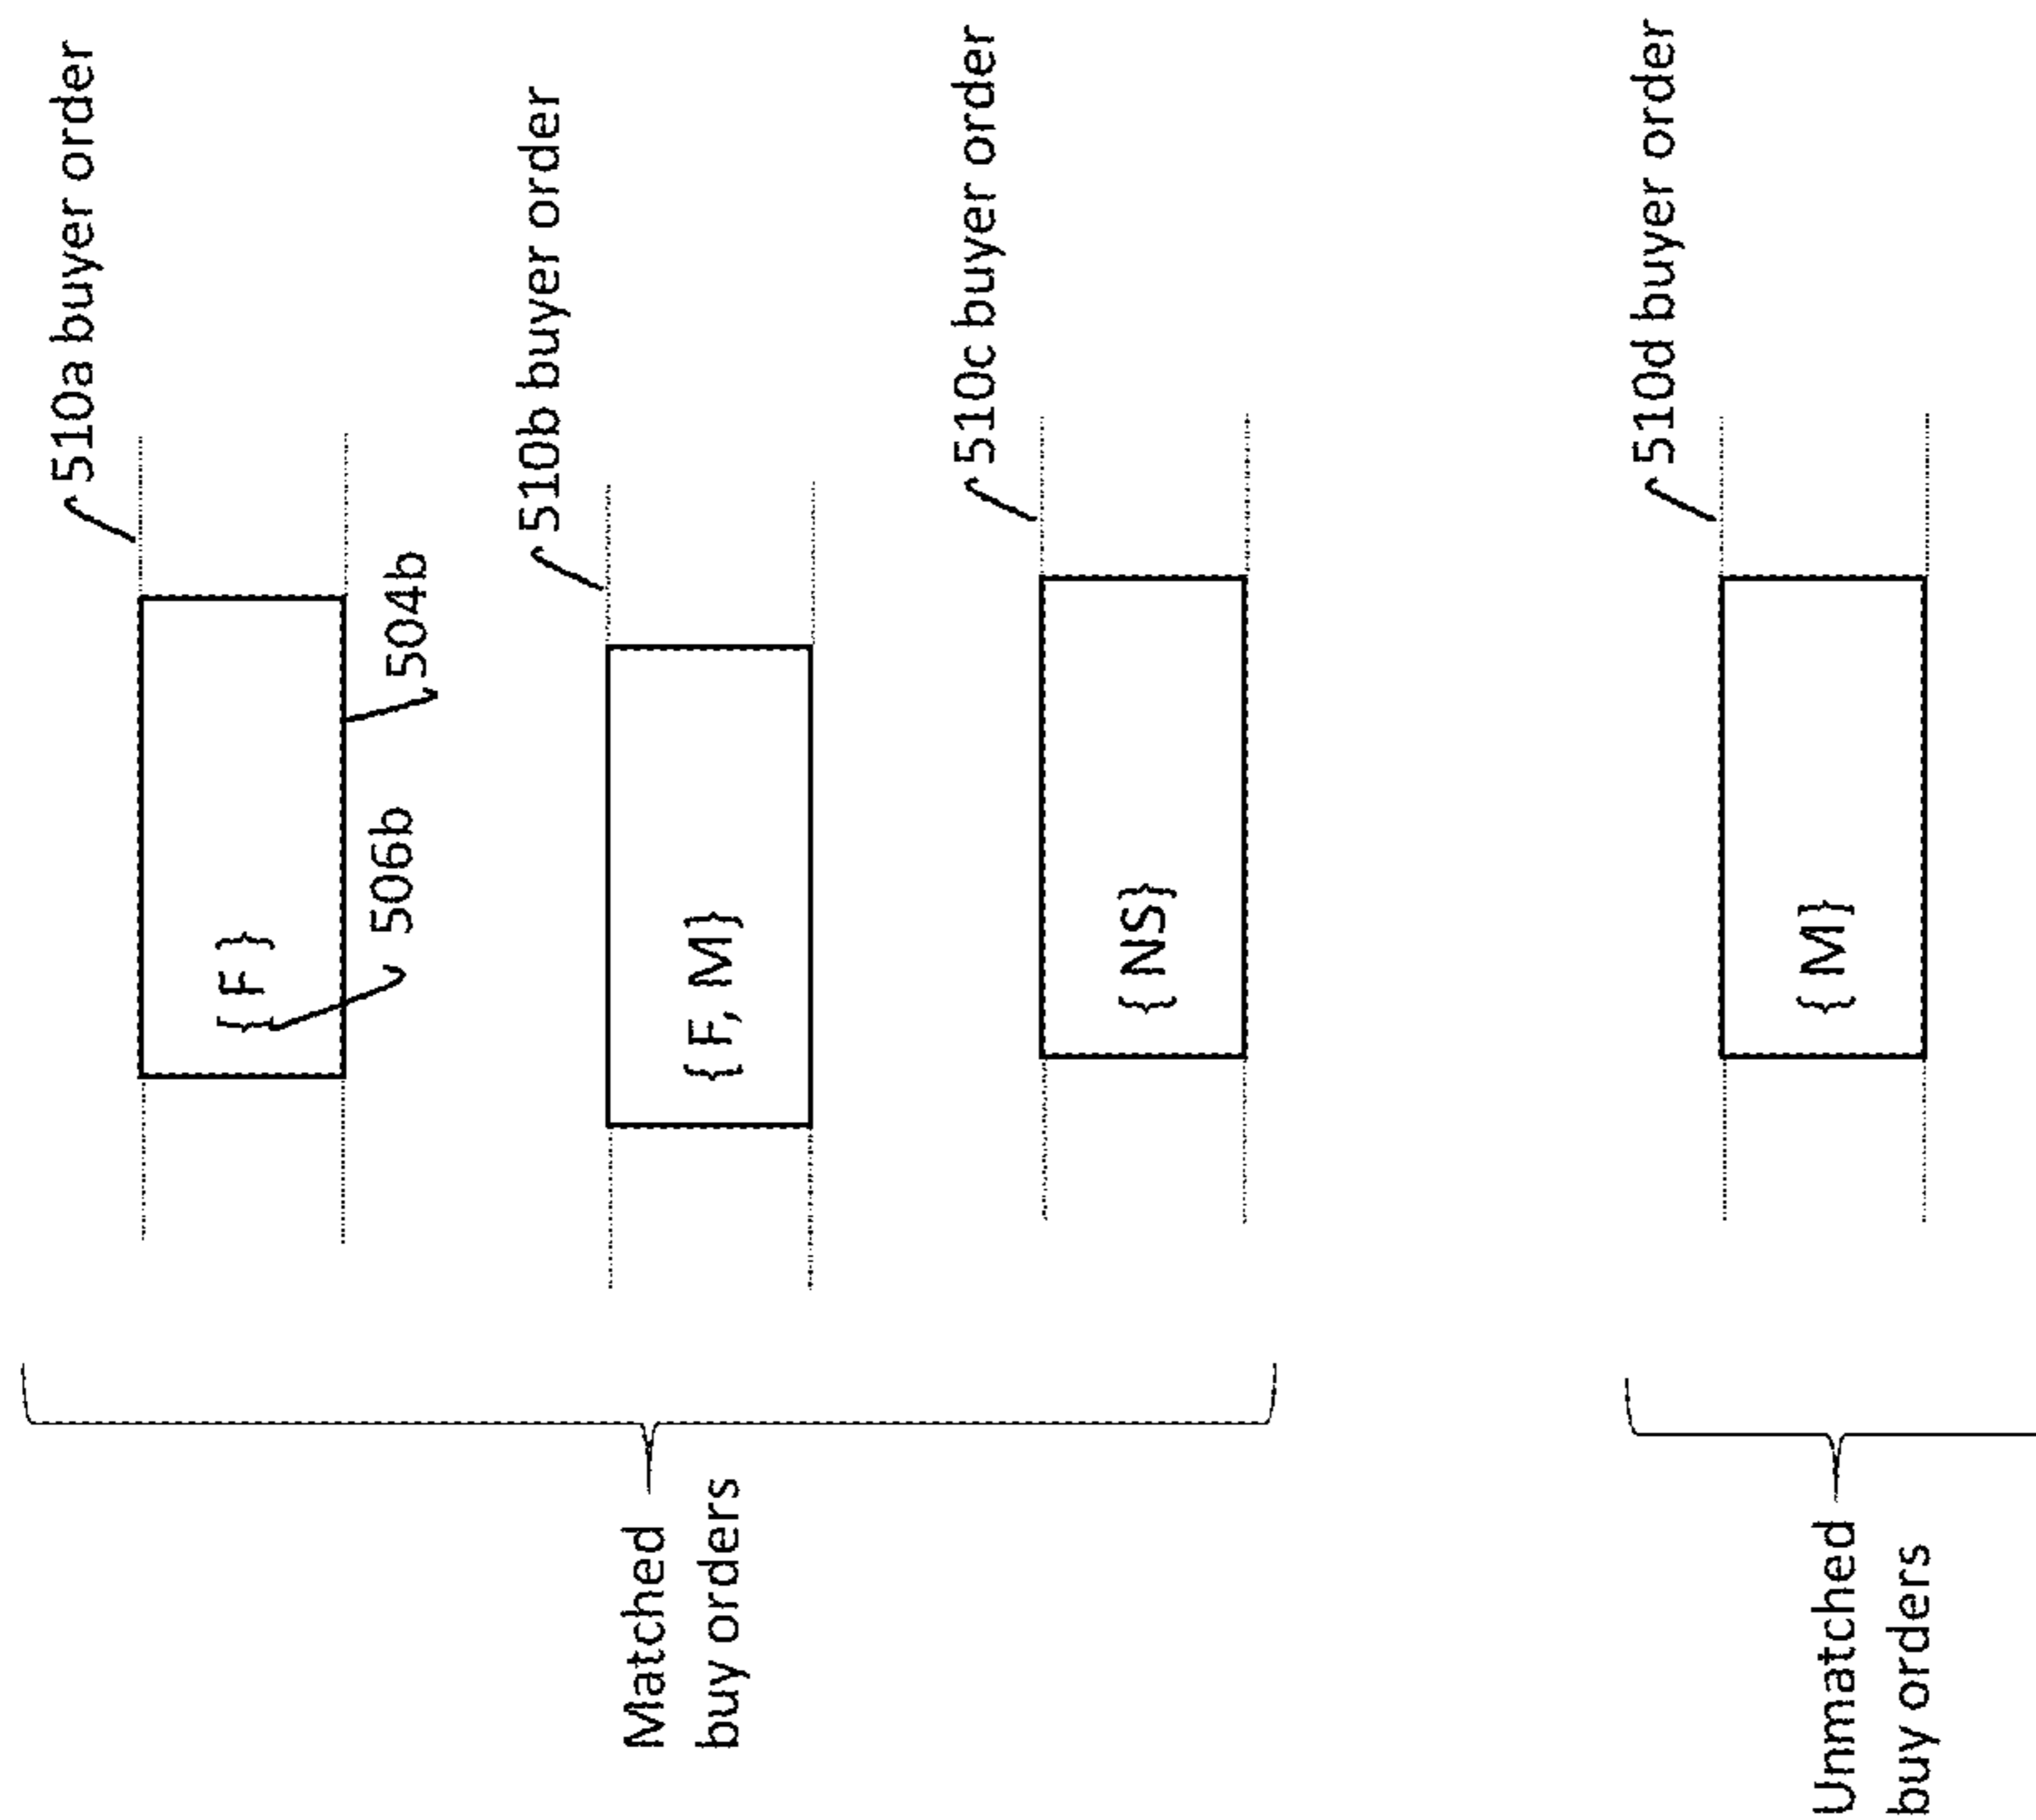 510a buyer order
{ F }
506b
504b
510b buyer order
{ F, M}
510c buyer order
{ NS}
Matched
buy orders
510d buyer order
{ M}
Unmatched
buy orders